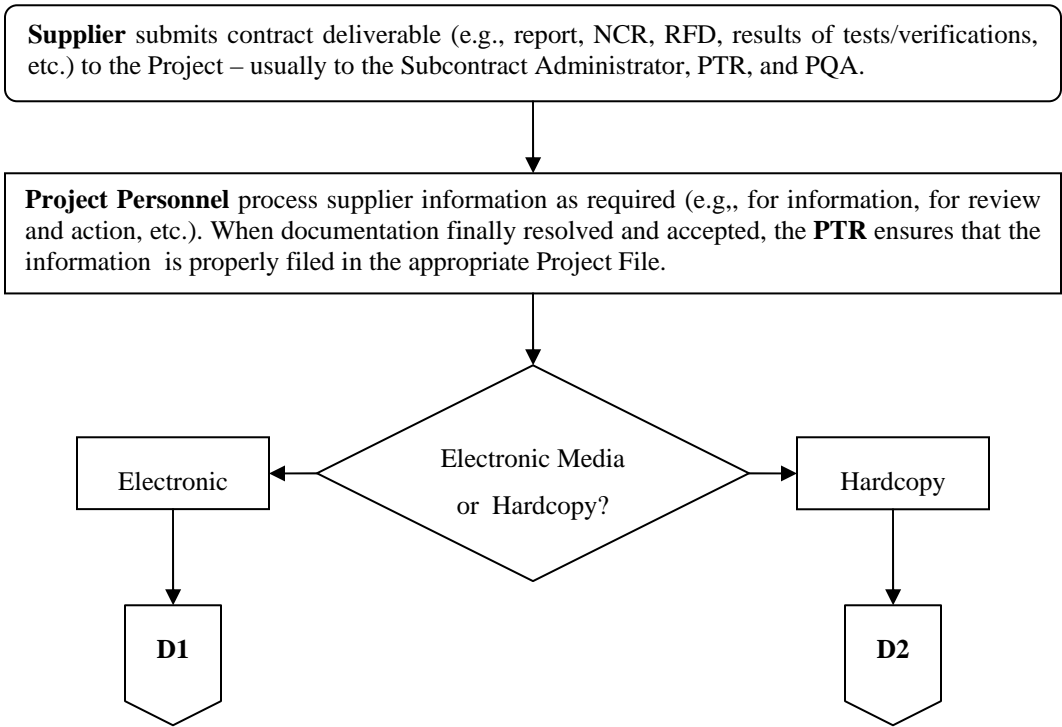 Supplier submits contract deliverable (e.g., report, NCR, RFD, results of tests/verifications,
etc.) to the Project – usually to the Subcontract Administrator, PTR, and PQA.
Project Personnel process supplier information as required (e.g,, for information, for review
and action, etc.). When documentation finally resolved and accepted, the PTR ensures that the
information is properly filed in the appropriate Project File.
Electronic Media
or Hardcopy?
Electronic
Hardcopy
D1
D2